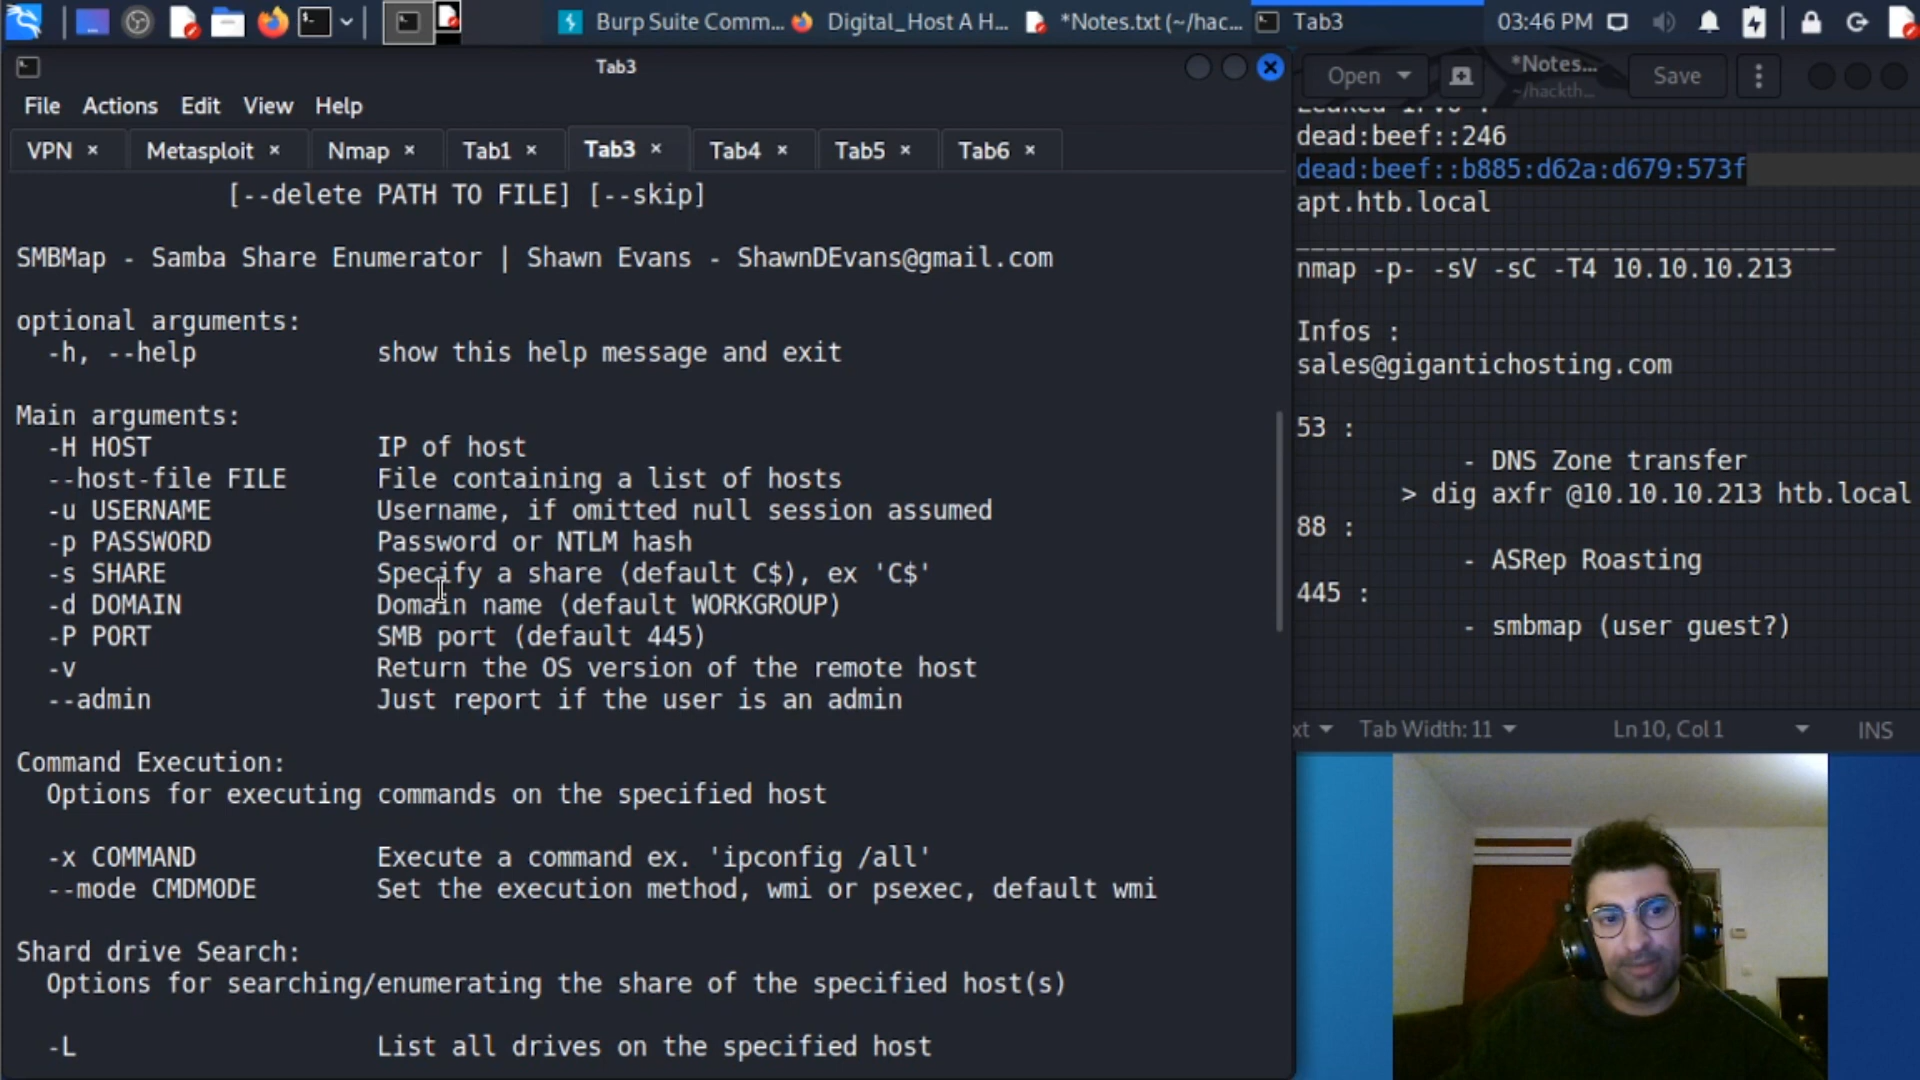 Burp Suite Comm...
Digital_Host A H...
*Notes.txt (~/hac...
Tab3
03:46 PM
Tab3
File Actions Edit View Help
VPN × Metasploit × Nmap × Tab1 × Tab3 × Tab4 × Tab5 × Tab6 ×
[--delete PATH TO FILE] [--skip]
SMBMap - Samba Share Enumerator | Shawn Evans - ShawnDEvans@gmail.com
optional arguments:
-h, --help show this help message and exit
Main arguments:
-H HOST IP of host
--host-file FILE File containing a list of hosts
-u USERNAME Username, if omitted null session assumed
-p PASSWORD Password or NTLM hash
-s SHARE Specify a share (default C$), ex 'C$'
-d DOMAIN Domain name (default WORKGROUP)
-P PORT SMB port (default 445)
-v Return the OS version of the remote host
--admin Just report if the user is an admin
Command Execution:
Options for executing commands on the specified host
-x COMMAND Execute a command ex. 'ipconfig /all'
--mode CMDMODE Set the execution method, wmi or psexec, default wmi
Shard drive Search:
Options for searching/enumerating the share of the specified host(s)
-L List all drives on the specified host
Open
*Notes...
~/hackth...
Save
dead:beef::246
dead:beef::b885:d62a:d679:573f
apt.htb.local
____________________________________
nmap -p- -sV -sC -T4 10.10.10.213
Infos :
sales@gigantichosting.com
53 :
- DNS Zone transfer
> dig axfr @10.10.10.213 htb.local
88 :
- ASRep Roasting
445 :
- smbmap (user guest?)
xt Tab Width: 11 Ln 10, Col 1 INS